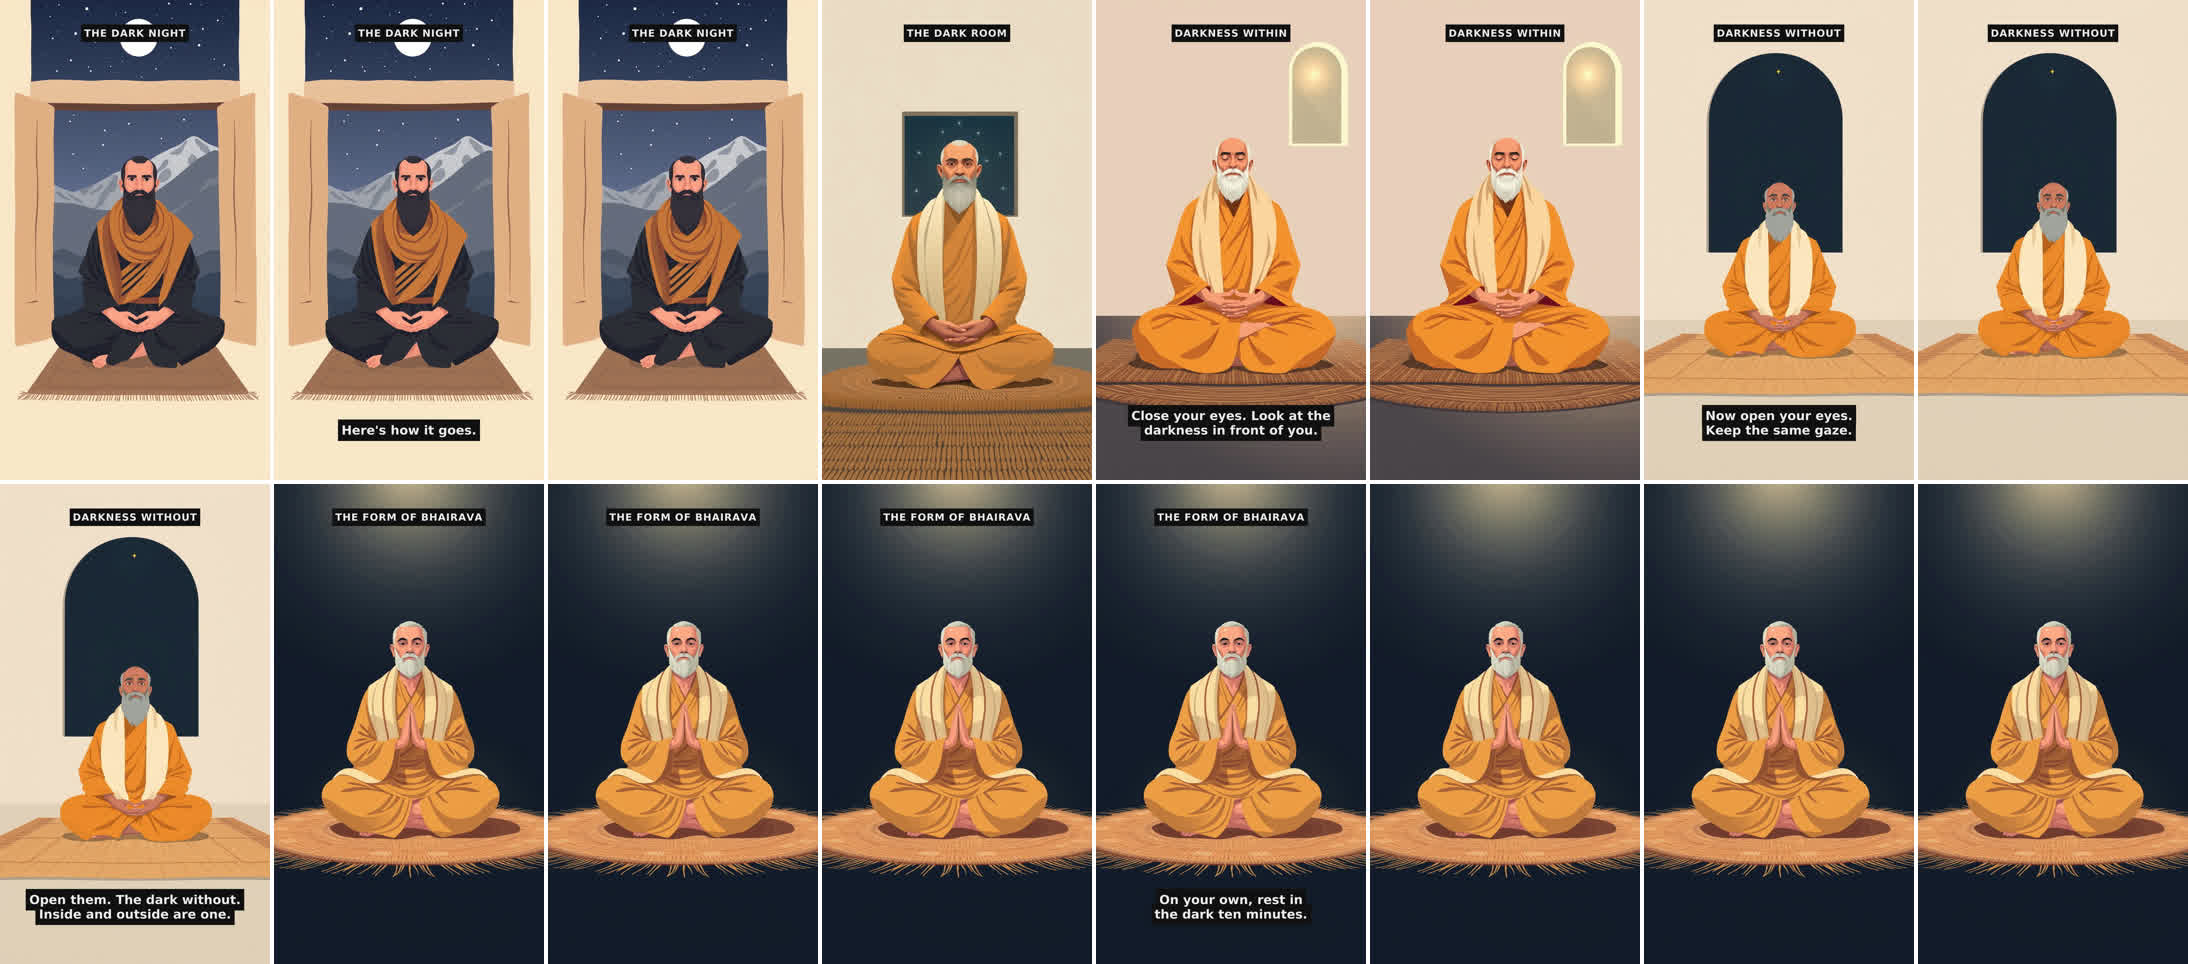 THE DARK NIGHT
THE DARK NIGHT
Here's how it goes.
THE DARK NIGHT
THE DARK ROOM
DARKNESS WITHIN
Close your eyes. Look at the
darkness in front of you.
DARKNESS WITHIN
DARKNESS WITHOUT
Now open your eyes.
Keep the same gaze.
DARKNESS WITHOUT
DARKNESS WITHOUT
Open them. The dark without.
Inside and outside are one.
THE FORM OF BHAIRAVA
THE FORM OF BHAIRAVA
THE FORM OF BHAIRAVA
THE FORM OF BHAIRAVA
On your own, rest in
the dark ten minutes.